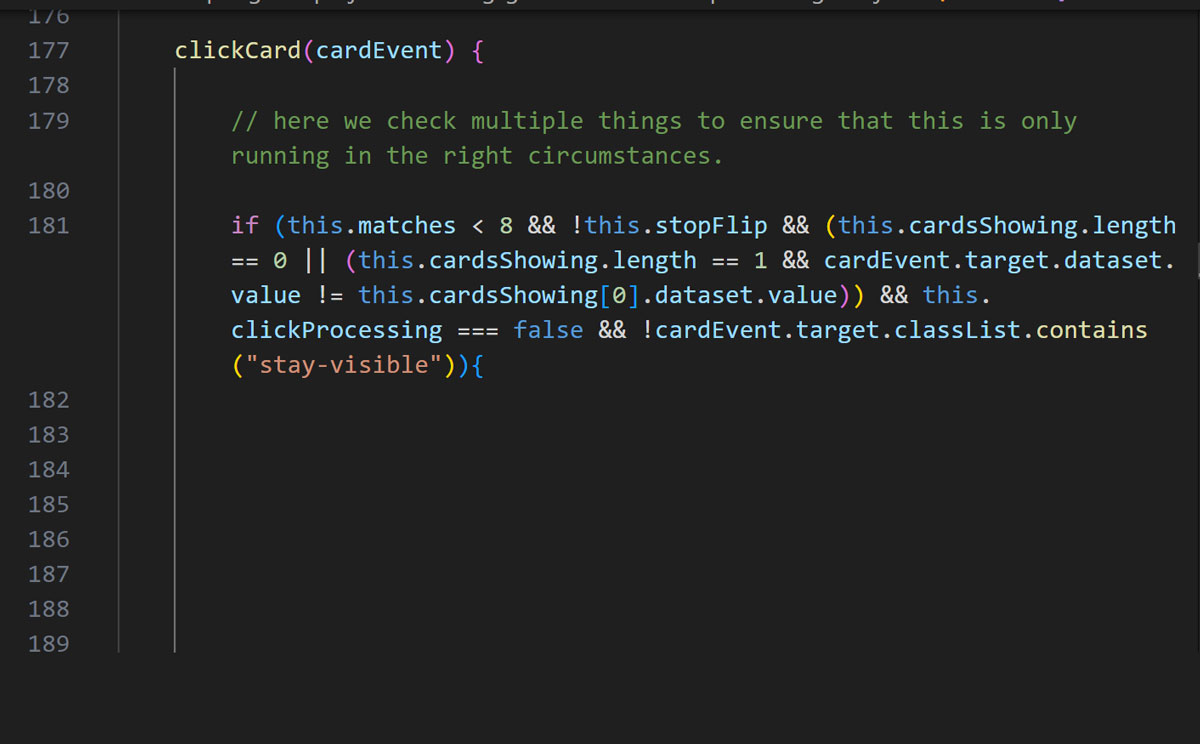 176
177 clickCard(cardEvent) {
178
179 // here we check multiple things to ensure that this is only
running in the right circumstances.
180
181 if (this.matches < 8 && !this.stopFlip && (this.cardsShowing.length
== 0 || (this.cardsShowing.length == 1 && cardEvent.target.dataset.
value != this.cardsShowing[0].dataset.value)) && this.
clickProcessing === false && !cardEvent.target.classList.contains
("stay-visible")){
182
183
184
185
186
187
188
189